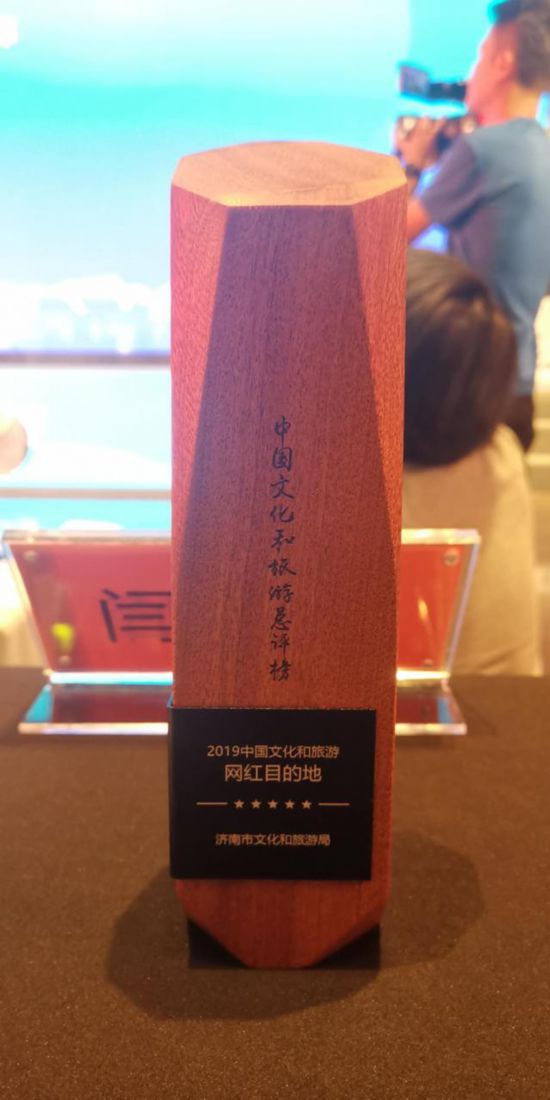 中国文化和旅游总评榜
2019中国文化和旅游
网红目的地
济南市文化和旅游局
闫